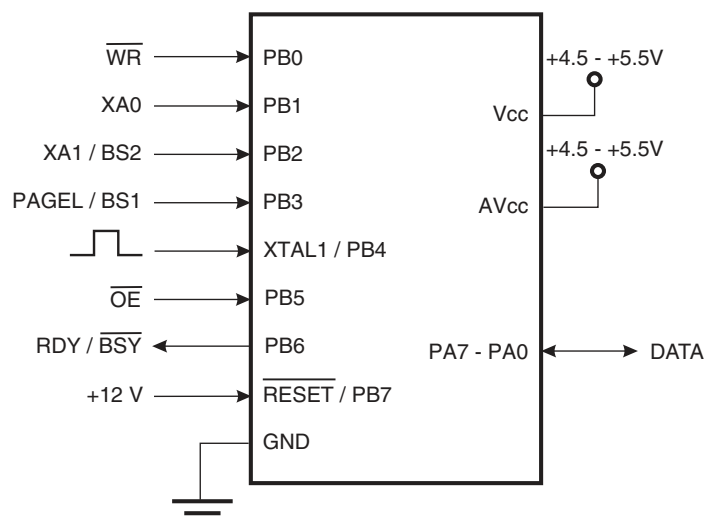 WR
PB0
+4.5 - +5.5V
XA0
PB1
Vcc
XA1 / BS2
PB2
+4.5 - +5.5V
PAGEL / BS1
PB3
AVcc
XTAL1 / PB4
OE
PB5
RDY / BSY
PB6
PA7 - PA0
DATA
+12 V
RESET / PB7
GND